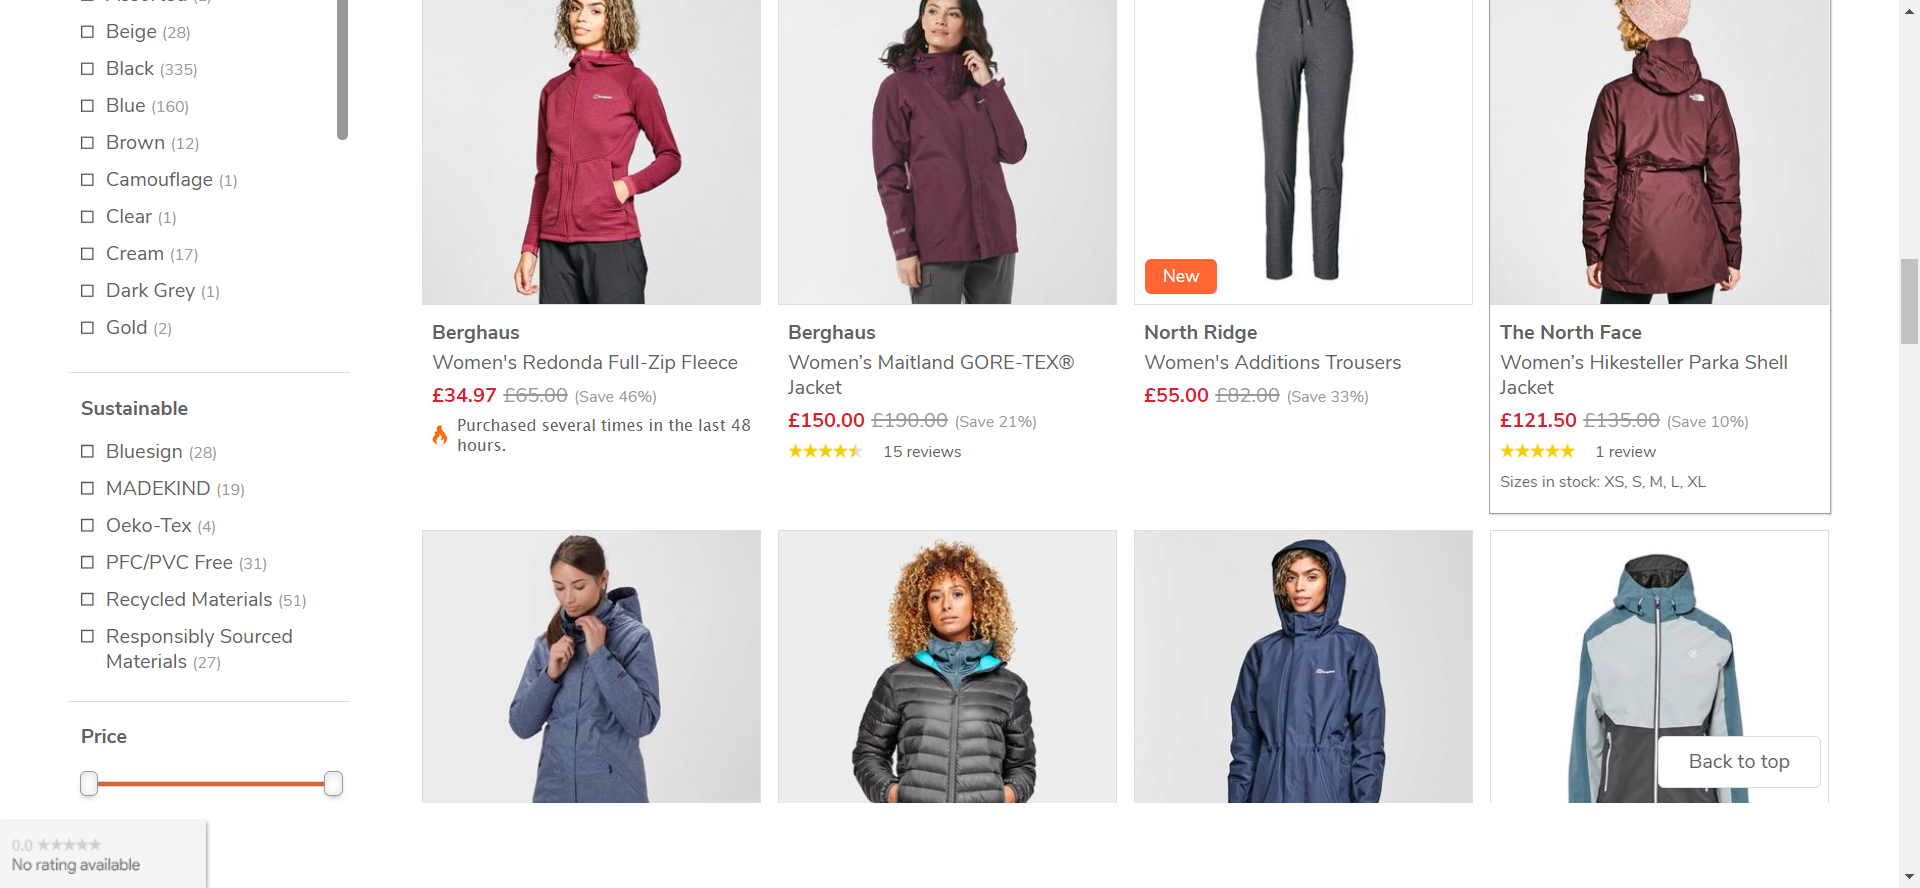 Assorted
Beige (28)
Black (335)
Blue (160)
Brown (12)
Camouflage (1)
Clear (1)
Cream (17)
Dark Grey (1)
Gold (2)
Sustainable
Bluesign (28)
MADEKIND (19)
Oeko-Tex (4)
PFC/PVC Free (31)
Recycled Materials (51)
Responsibly Sourced
Materials (27)
Price
0.0
No rating available
New
Berghaus
Women's Redonda Full-Zip Fleece
£34.97 £65.00 (Save 46%)
Purchased several times in the last 48
hours.
Berghaus
Women’s Maitland GORE-TEX®
Jacket
£150.00 £190.00 (Save 21%)
15 reviews
North Ridge
Women's Additions Trousers
£55.00 £82.00 (Save 33%)
The North Face
Women’s Hikesteller Parka Shell
Jacket
£121.50 £135.00 (Save 10%)
1 review
Sizes in stock: XS, S, M, L, XL
Back to top